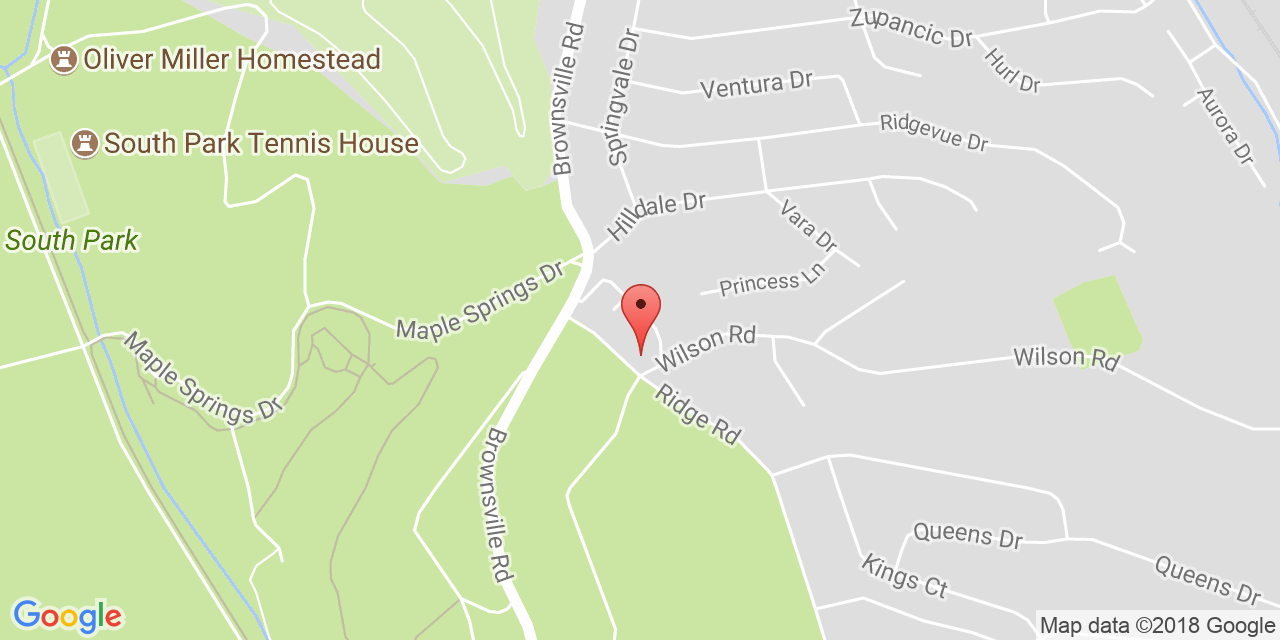 Zupancic Dr
Oliver Miller Homestead
Hurl Dr
Ventura Dr
Brownsville Rd
Springvale Dr
Aurora Dr
South Park Tennis House
Ridgevue Dr
Hilldale Dr
Vara Dr
South Park
Princess Ln
Maple Springs Dr
Wilson Rd
Wilson Rd
Maple Springs Dr
Ridge Rd
Brownsville Rd
Queens Dr
Kings Ct
Queens Dr
Google
Map data ©2018 Google